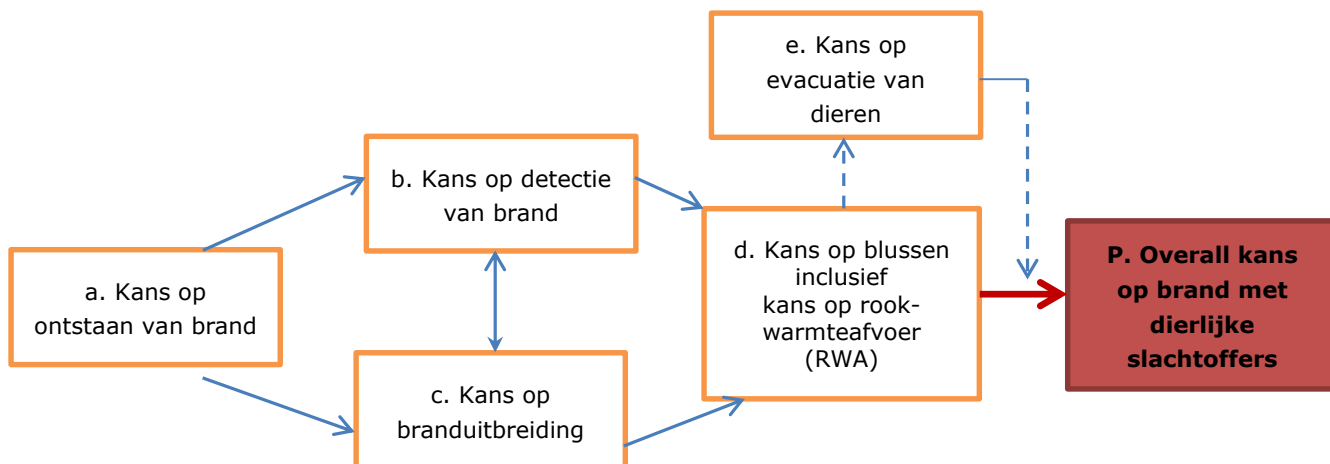 a. Kans op
ontstaan van brand
b. Kans op detectie
van brand
c. Kans op
branduitbreiding
d. Kans op blussen
inclusief
kans op rook-
warmteafvoer
(RWA)
e. Kans op
evacuatie van
dieren
P. Overall kans
op brand met
dierlijke
slachtoffers